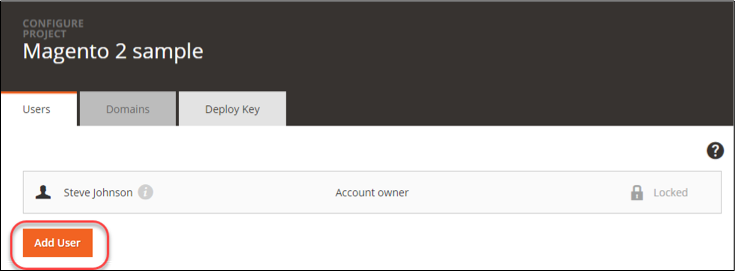 CONFIGURE
PROJECT
Magento 2 sample
Users Domains Deploy Key
?
Steve Johnson i Account owner Locked
Add User